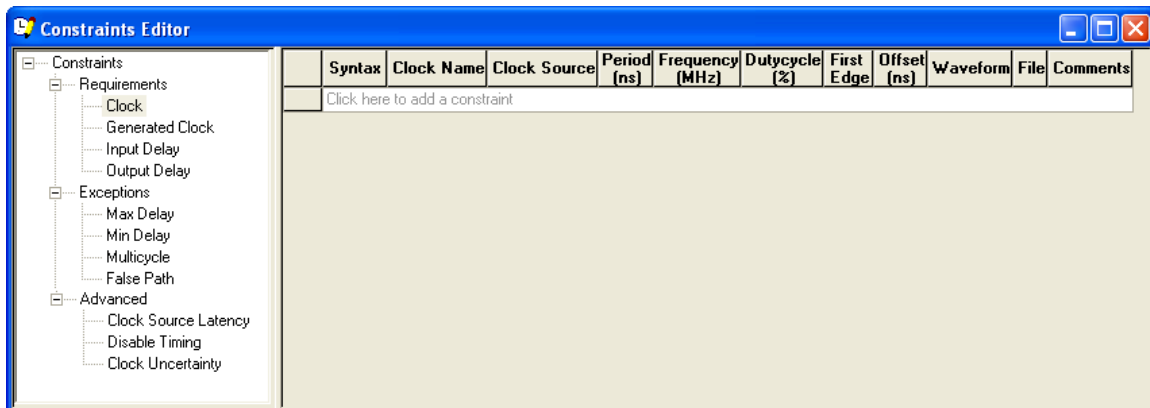 Constraints Editor
Constraints
Requirements
Clock
Generated Clock
Input Delay
Output Delay
Exceptions
Max Delay
Min Delay
Multicycle
False Path
Advanced
Clock Source Latency
Disable Timing
Clock Uncertainty
Syntax Clock Name Clock Source Period (ns) Frequency (MHz) Dutycycle (%) First Edge Offset (ns) Waveform File Comments
Click here to add a constraint